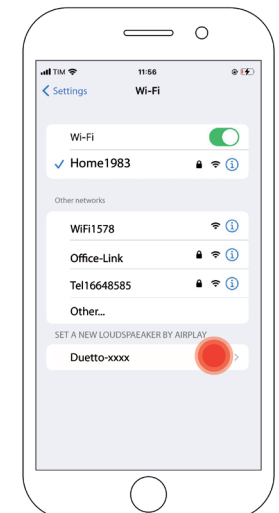 TIM 11:56
Settings Wi-Fi
Wi-Fi
Home1983
Other networks
WiFi1578
Office-Link
Tel16648585
Other...
SET A NEW LOUDSPAEAKER BY AIRPLAY
Duetto-xxxx